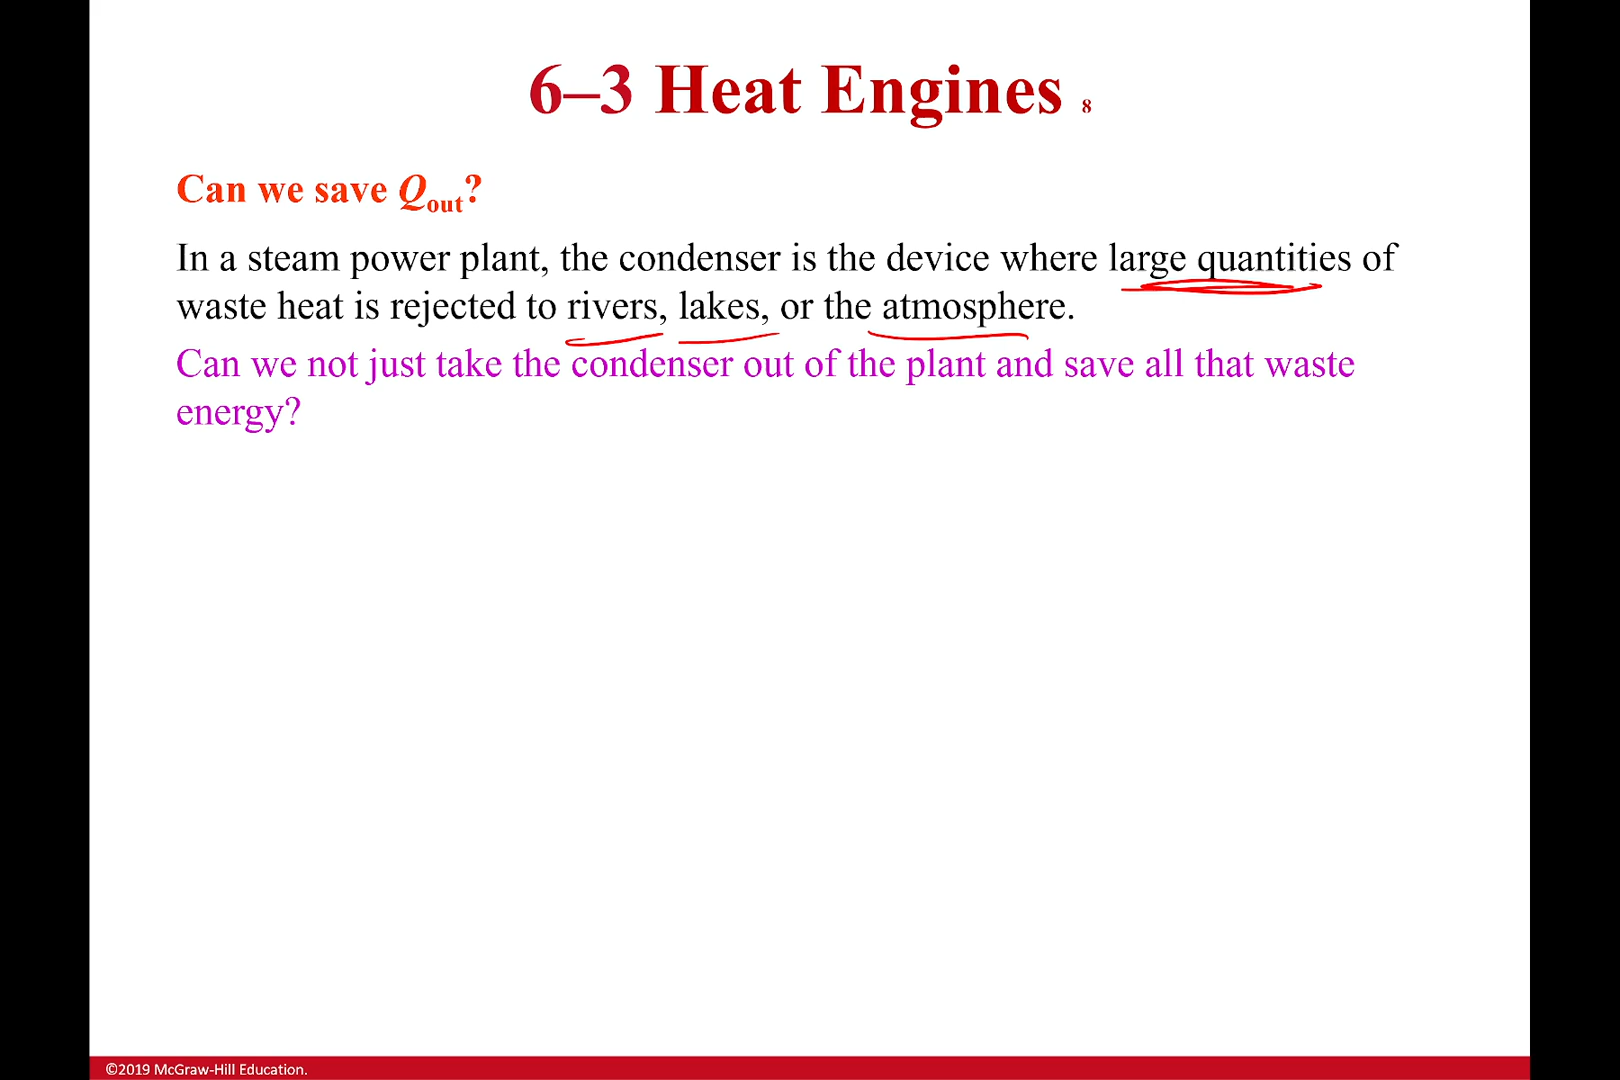 6–3 Heat Engines 8
Can we save Qout?
In a steam power plant, the condenser is the device where large quantities of
waste heat is rejected to rivers, lakes, or the atmosphere.
Can we not just take the condenser out of the plant and save all that waste
energy?
©2019 McGraw-Hill Education.